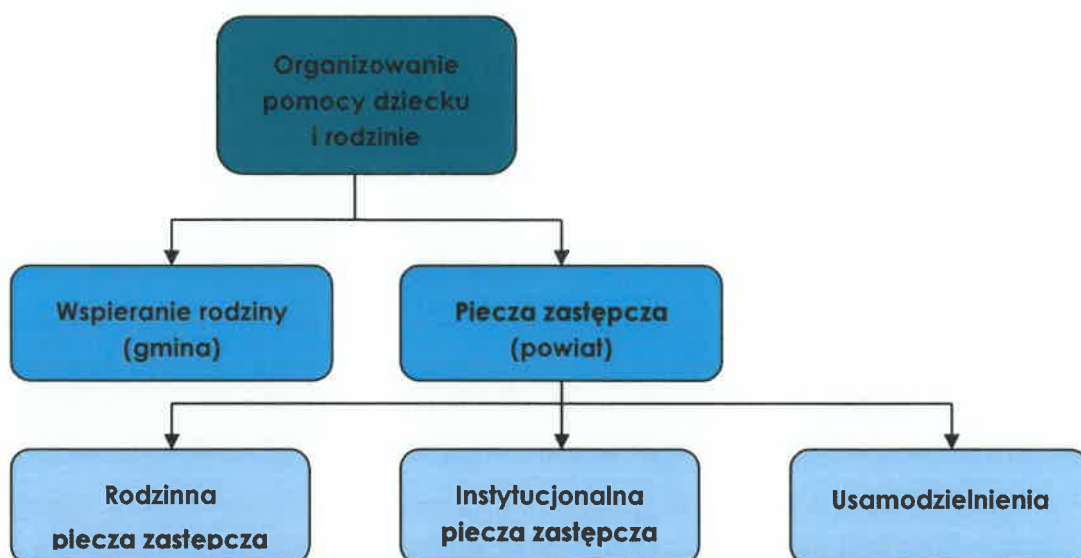 Organizowanie
pomocy dziecku
i rodzinie
Wspieranie rodziny
(gmina)
Piecza zastępcza
(powiat)
Rodzinna
piecza zastępcza
Instytucjonalna
piecza zastępcza
Usamodzielnienia